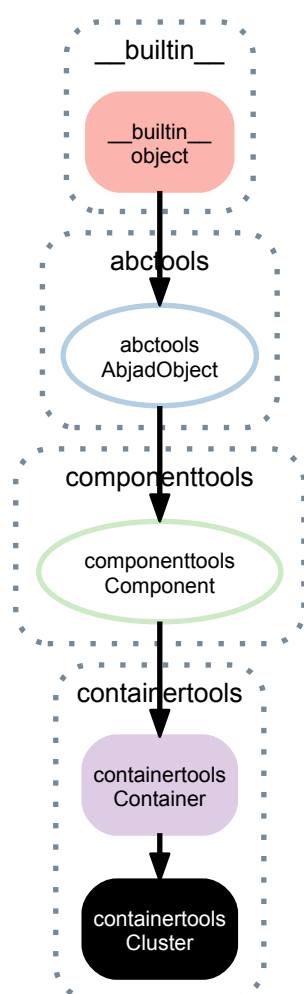 __builtin__
__builtin__
object
abctools
abctools
AbjadObject
componenttools
componenttools
Component
containertools
containertools
Container
containertools
Cluster